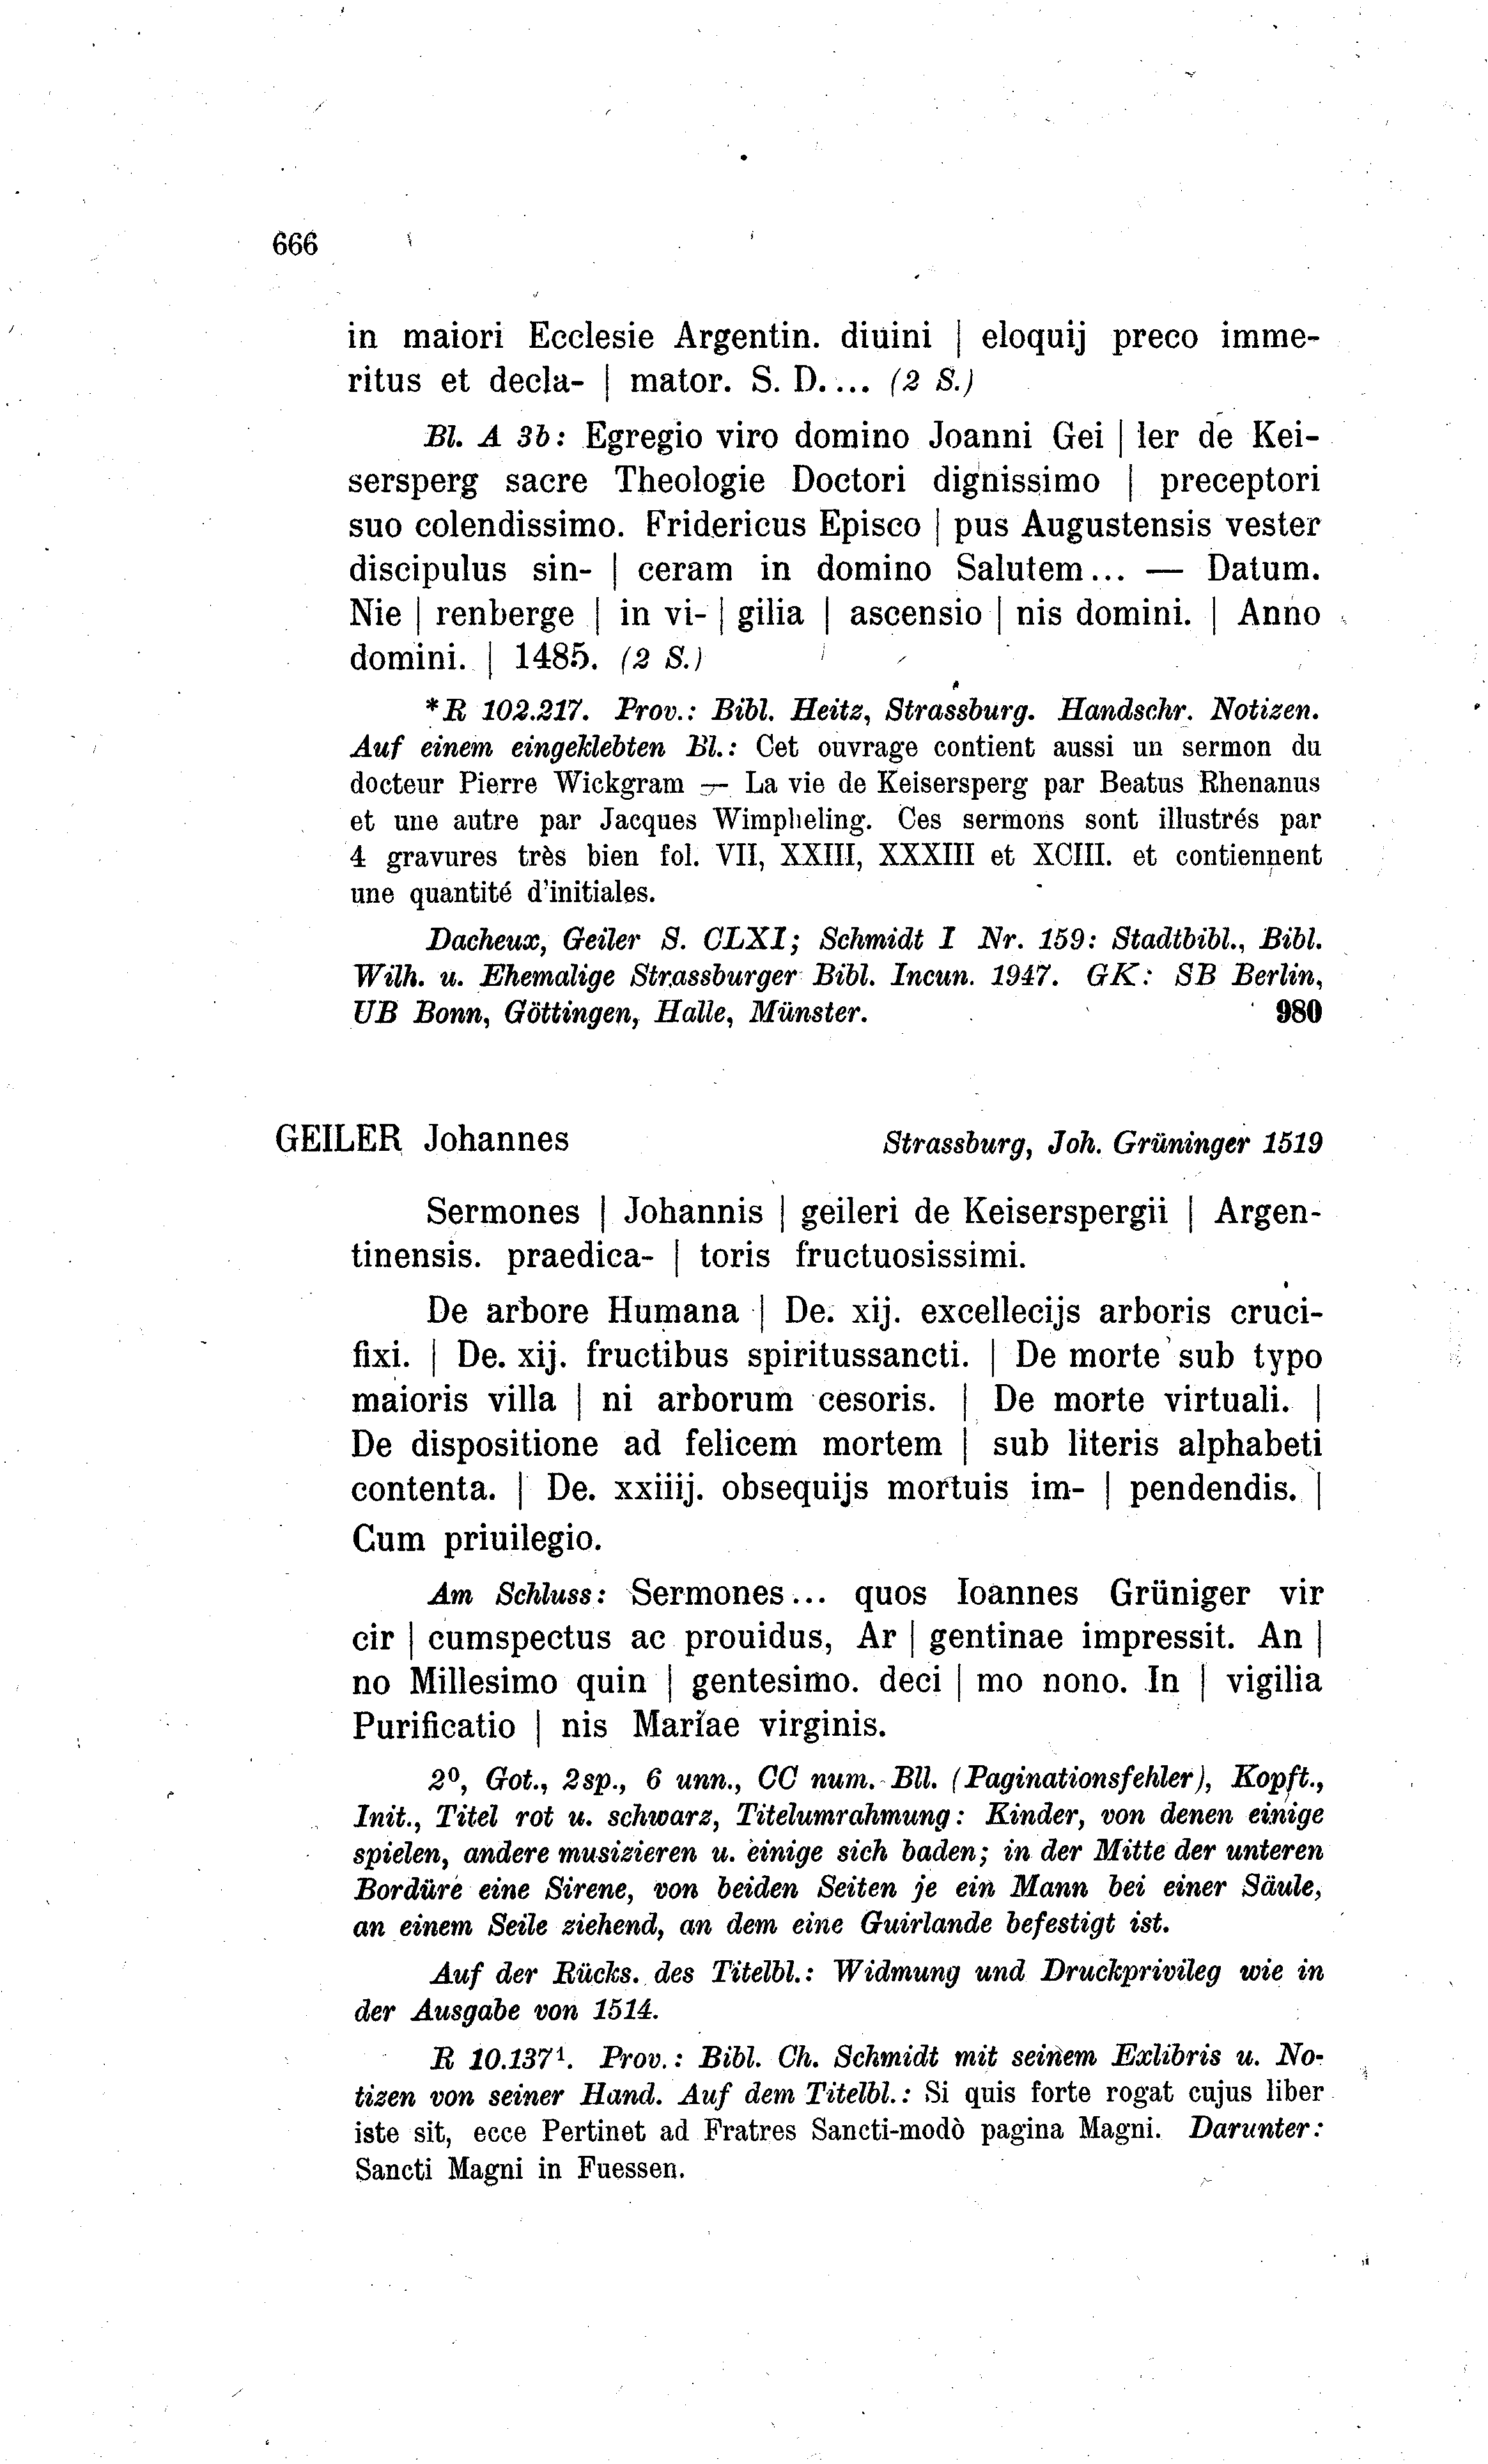 666
in maiori Ecclesie Argentin. diuini | eloquij preco imme-
ritus et decla- | mator. S. D.... (2 S.)
Bl. A 3b: Egregio viro domino Joanni Gei | ler de Kei-
sersperg sacre Theologie Doctori dignissimo | preceptori
suo colendissimo. Fridericus Episco | pus Augustensis vester
discipulus sin- | ceram in domino Salutem... — Datum.
Nie | renberge | in vi- | gilia | ascensio | nis domini. | Anno
domini. | 1485. (2 S.)
*R 102.217. Prov.: Bibl. Heitz, Strassburg. Handschr. Notizen.
Auf einem eingeklebten Bl.: Cet ouvrage contient aussi un sermon du
docteur Pierre Wickgram — La vie de Keisersperg par Beatus Rhenanus
et une autre par Jacques Wimpheling. Ces sermons sont illustrés par
4 gravures très bien fol. VII, XXIII, XXXIII et XCIII. et contiennent
une quantité d'initiales.
Dacheux, Geiler S. CLXI; Schmidt I Nr. 159: Stadtbibl., Bibl.
Wilh. u. Ehemalige Strassburger Bibl. Incun. 1947. GK: SB Berlin,
UB Bonn, Göttingen, Halle, Münster. 980
GEILER Johannes Strassburg, Joh. Grüninger 1519
Sermones | Johannis | geileri de Keiserspergii | Argen-
tinensis. praedica- | toris fructuosissimi.
De arbore Humana | De. xij. excellecijs arboris cruci-
fixi. | De. xij. fructibus spiritussancti. | De morte sub typo
maioris villa | ni arborum cesoris. | De morte virtuali. |
De dispositione ad felicem mortem | sub literis alphabeti
contenta. | De. xxiiij. obsequijs mortuis im- | pendendis. |
Cum priuilegio.
Am Schluss: Sermones... quos Ioannes Grüniger vir
cir | cumspectus ac prouidus, Ar | gentinae impressit. An |
no Millesimo quin | gentesimo. deci | mo nono. In | vigilia
Purificatio | nis Mariae virginis.
2º, Got., 2sp., 6 unn., CC num. Bll. (Paginationsfehler), Kopft.,
Init., Titel rot u. schwarz, Titelumrahmung: Kinder, von denen einige
spielen, andere musizieren u. einige sich baden; in der Mitte der unteren
Bordüre eine Sirene, von beiden Seiten je ein Mann bei einer Säule,
an einem Seile ziehend, an dem eine Guirlande befestigt ist.
Auf der Rücks. des Titelbl.: Widmung und Druckprivileg wie in
der Ausgabe von 1514.
R 10.137¹. Prov.: Bibl. Ch. Schmidt mit seinem Exlibris u. No-
tizen von seiner Hand. Auf dem Titelbl.: Si quis forte rogat cujus liber
iste sit, ecce Pertinet ad Fratres Sancti-modò pagina Magni. Darunter:
Sancti Magni in Fuessen.